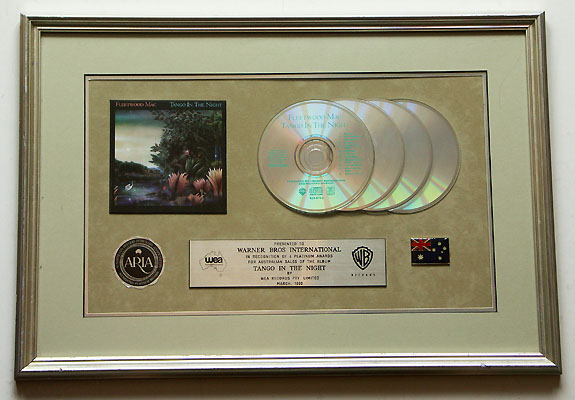 FLEETWOOD MAC TANGO IN THE NIGHT
FLEETWOOD MAC
TANGO IN THE NIGHT
ARIA
wea
PRESENTED TO
WARNER BROS INTERNATIONAL
IN RECOGNITION OF 4 PLATINUM AWARDS
FOR AUSTRALIAN SALES OF THE ALBUM
TANGO IN THE NIGHT
BY
WEA RECORDS PTY. LIMITED
WB
RECORDS